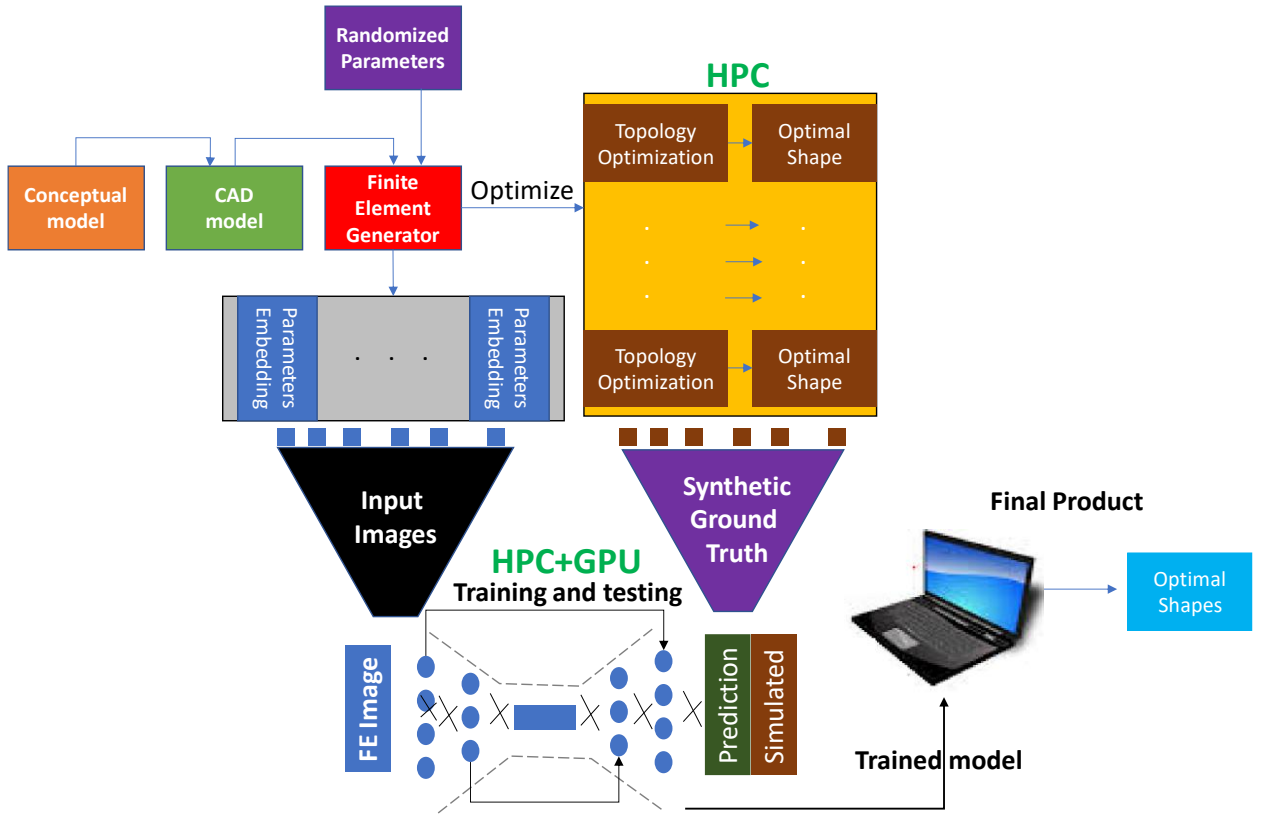 Randomized
Parameters
HPC
Conceptual
model
CAD
model
Finite
Element
Generator
Optimize
Topology
Optimization
Optimal
Shape
.
.
.
.
.
.
Topology
Optimization
Optimal
Shape
Parameters
Embedding
. . .
Parameters
Embedding
Input
Images
Synthetic
Ground
Truth
HPC+GPU
Training and testing
FE Image
Prediction
Simulated
Final Product
Optimal
Shapes
Trained model